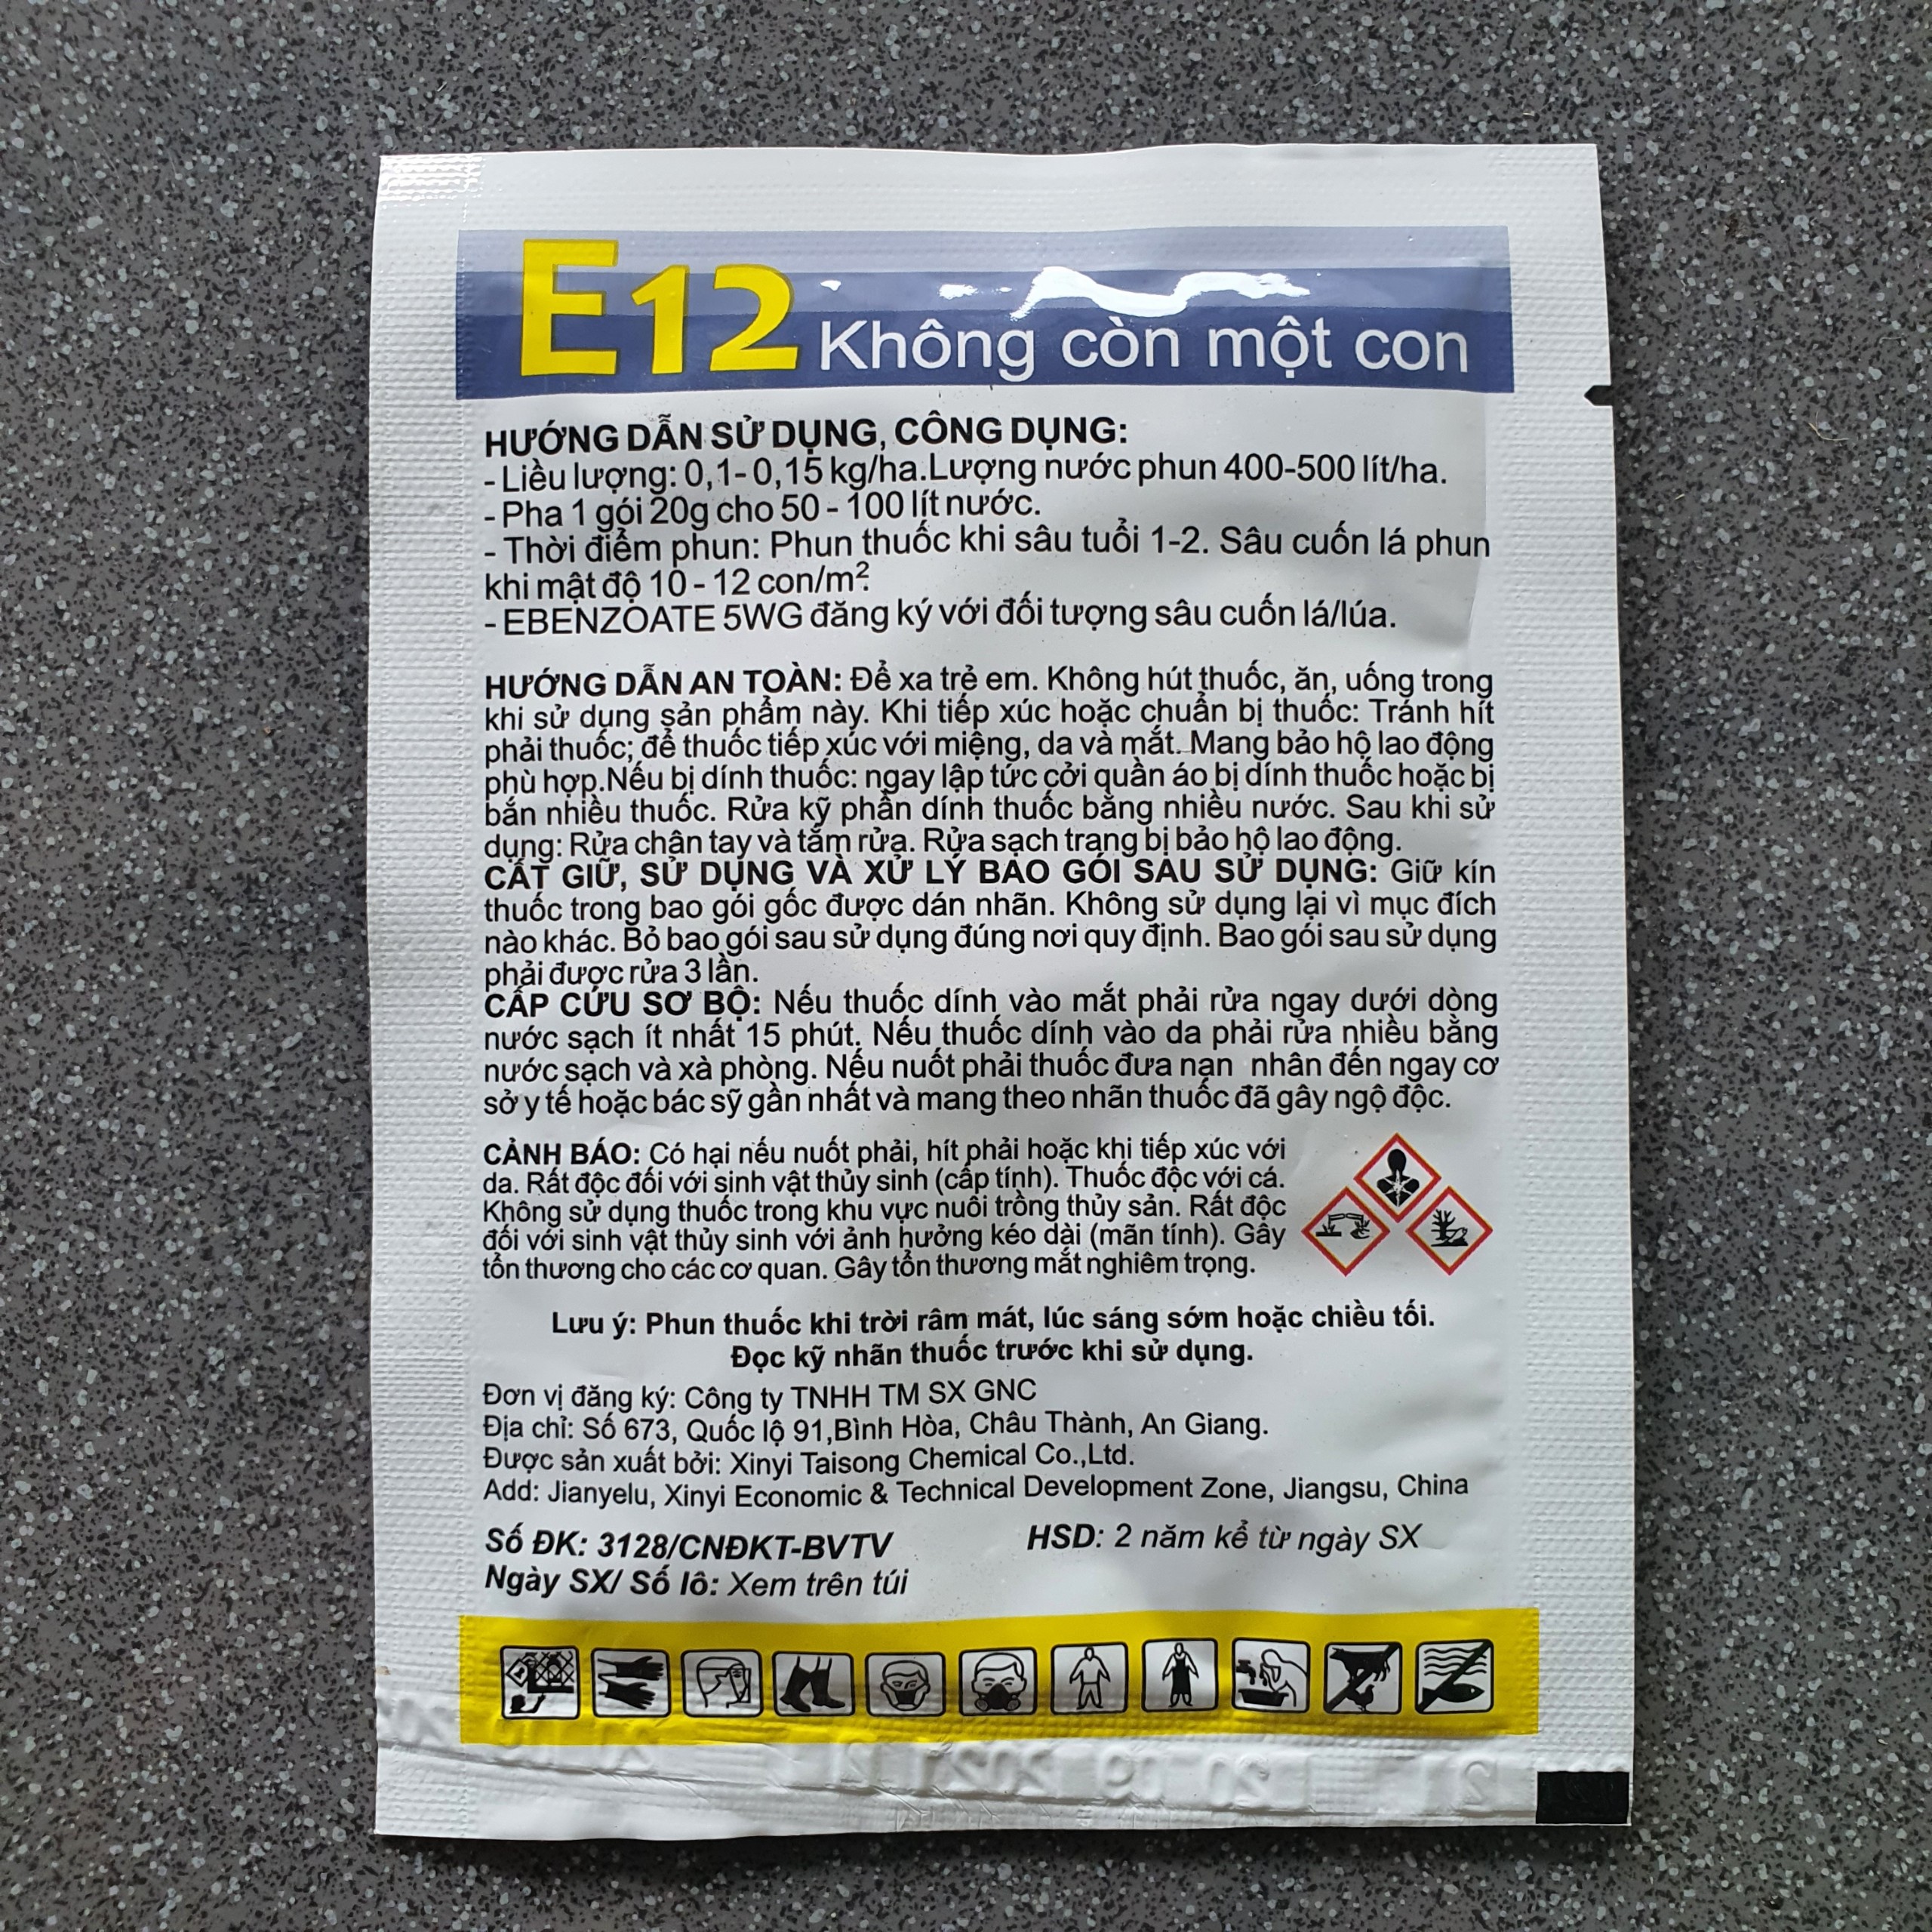 E12 Không còn một con
HƯỚNG DẪN SỬ DỤNG, CÔNG DỤNG:
- Liều lượng: 0,1- 0,15 kg/ha.Lượng nước phun 400-500 lít/ha.
- Pha 1 gói 20g cho 50 - 100 lít nước.
- Thời điểm phun: Phun thuốc khi sâu tuổi 1-2. Sâu cuốn lá phun
khi mật độ 10 - 12 con/m².
- EBENZOATE 5WG đăng ký với đối tượng sâu cuốn lá/lúa.
HƯỚNG DẪN AN TOÀN: Để xa trẻ em. Không hút thuốc, ăn, uống trong
khi sử dụng sản phẩm này. Khi tiếp xúc hoặc chuẩn bị thuốc: Tránh hít
phải thuốc; để thuốc tiếp xúc với miệng, da và mắt. Mang bảo hộ lao động
phù hợp.Nếu bị dính thuốc: ngay lập tức cởi quần áo bị dính thuốc hoặc bị
bắn nhiều thuốc. Rửa kỹ phần dính thuốc bằng nhiều nước. Sau khi sử
dụng: Rửa chân tay và tắm rửa. Rửa sạch trang bị bảo hộ lao động.
CẤT GIỮ, SỬ DỤNG VÀ XỬ LÝ BAO GÓI SAU SỬ DỤNG: Giữ kín
thuốc trong bao gói gốc được dán nhãn. Không sử dụng lại vì mục đích
nào khác. Bỏ bao gói sau sử dụng đúng nơi quy định. Bao gói sau sử dụng
phải được rửa 3 lần.
CẤP CỨU SƠ BỘ: Nếu thuốc dính vào mắt phải rửa ngay dưới dòng
nước sạch ít nhất 15 phút. Nếu thuốc dính vào da phải rửa nhiều bằng
nước sạch và xà phòng. Nếu nuốt phải thuốc đưa nạn nhân đến ngay cơ
sở y tế hoặc bác sỹ gần nhất và mang theo nhãn thuốc đã gây ngộ độc.
CẢNH BÁO: Có hại nếu nuốt phải, hít phải hoặc khi tiếp xúc với
da. Rất độc đối với sinh vật thủy sinh (cấp tính). Thuốc độc với cá.
Không sử dụng thuốc trong khu vực nuôi trồng thủy sản. Rất độc
đối với sinh vật thủy sinh với ảnh hưởng kéo dài (mãn tính). Gây
tổn thương cho các cơ quan. Gây tổn thương mắt nghiêm trọng.
Lưu ý: Phun thuốc khi trời râm mát, lúc sáng sớm hoặc chiều tối.
Đọc kỹ nhãn thuốc trước khi sử dụng.
Đơn vị đăng ký: Công ty TNHH TM SX GNC
Địa chỉ: Số 673, Quốc lộ 91,Bình Hòa, Châu Thành, An Giang.
Được sản xuất bởi: Xinyi Taisong Chemical Co.,Ltd.
Add: Jianyelu, Xinyi Economic & Technical Development Zone, Jiangsu, China
Số ĐK: 3128/CNĐKT-BVTV HSD: 2 năm kể từ ngày SX
Ngày SX/ Số lô: Xem trên túi